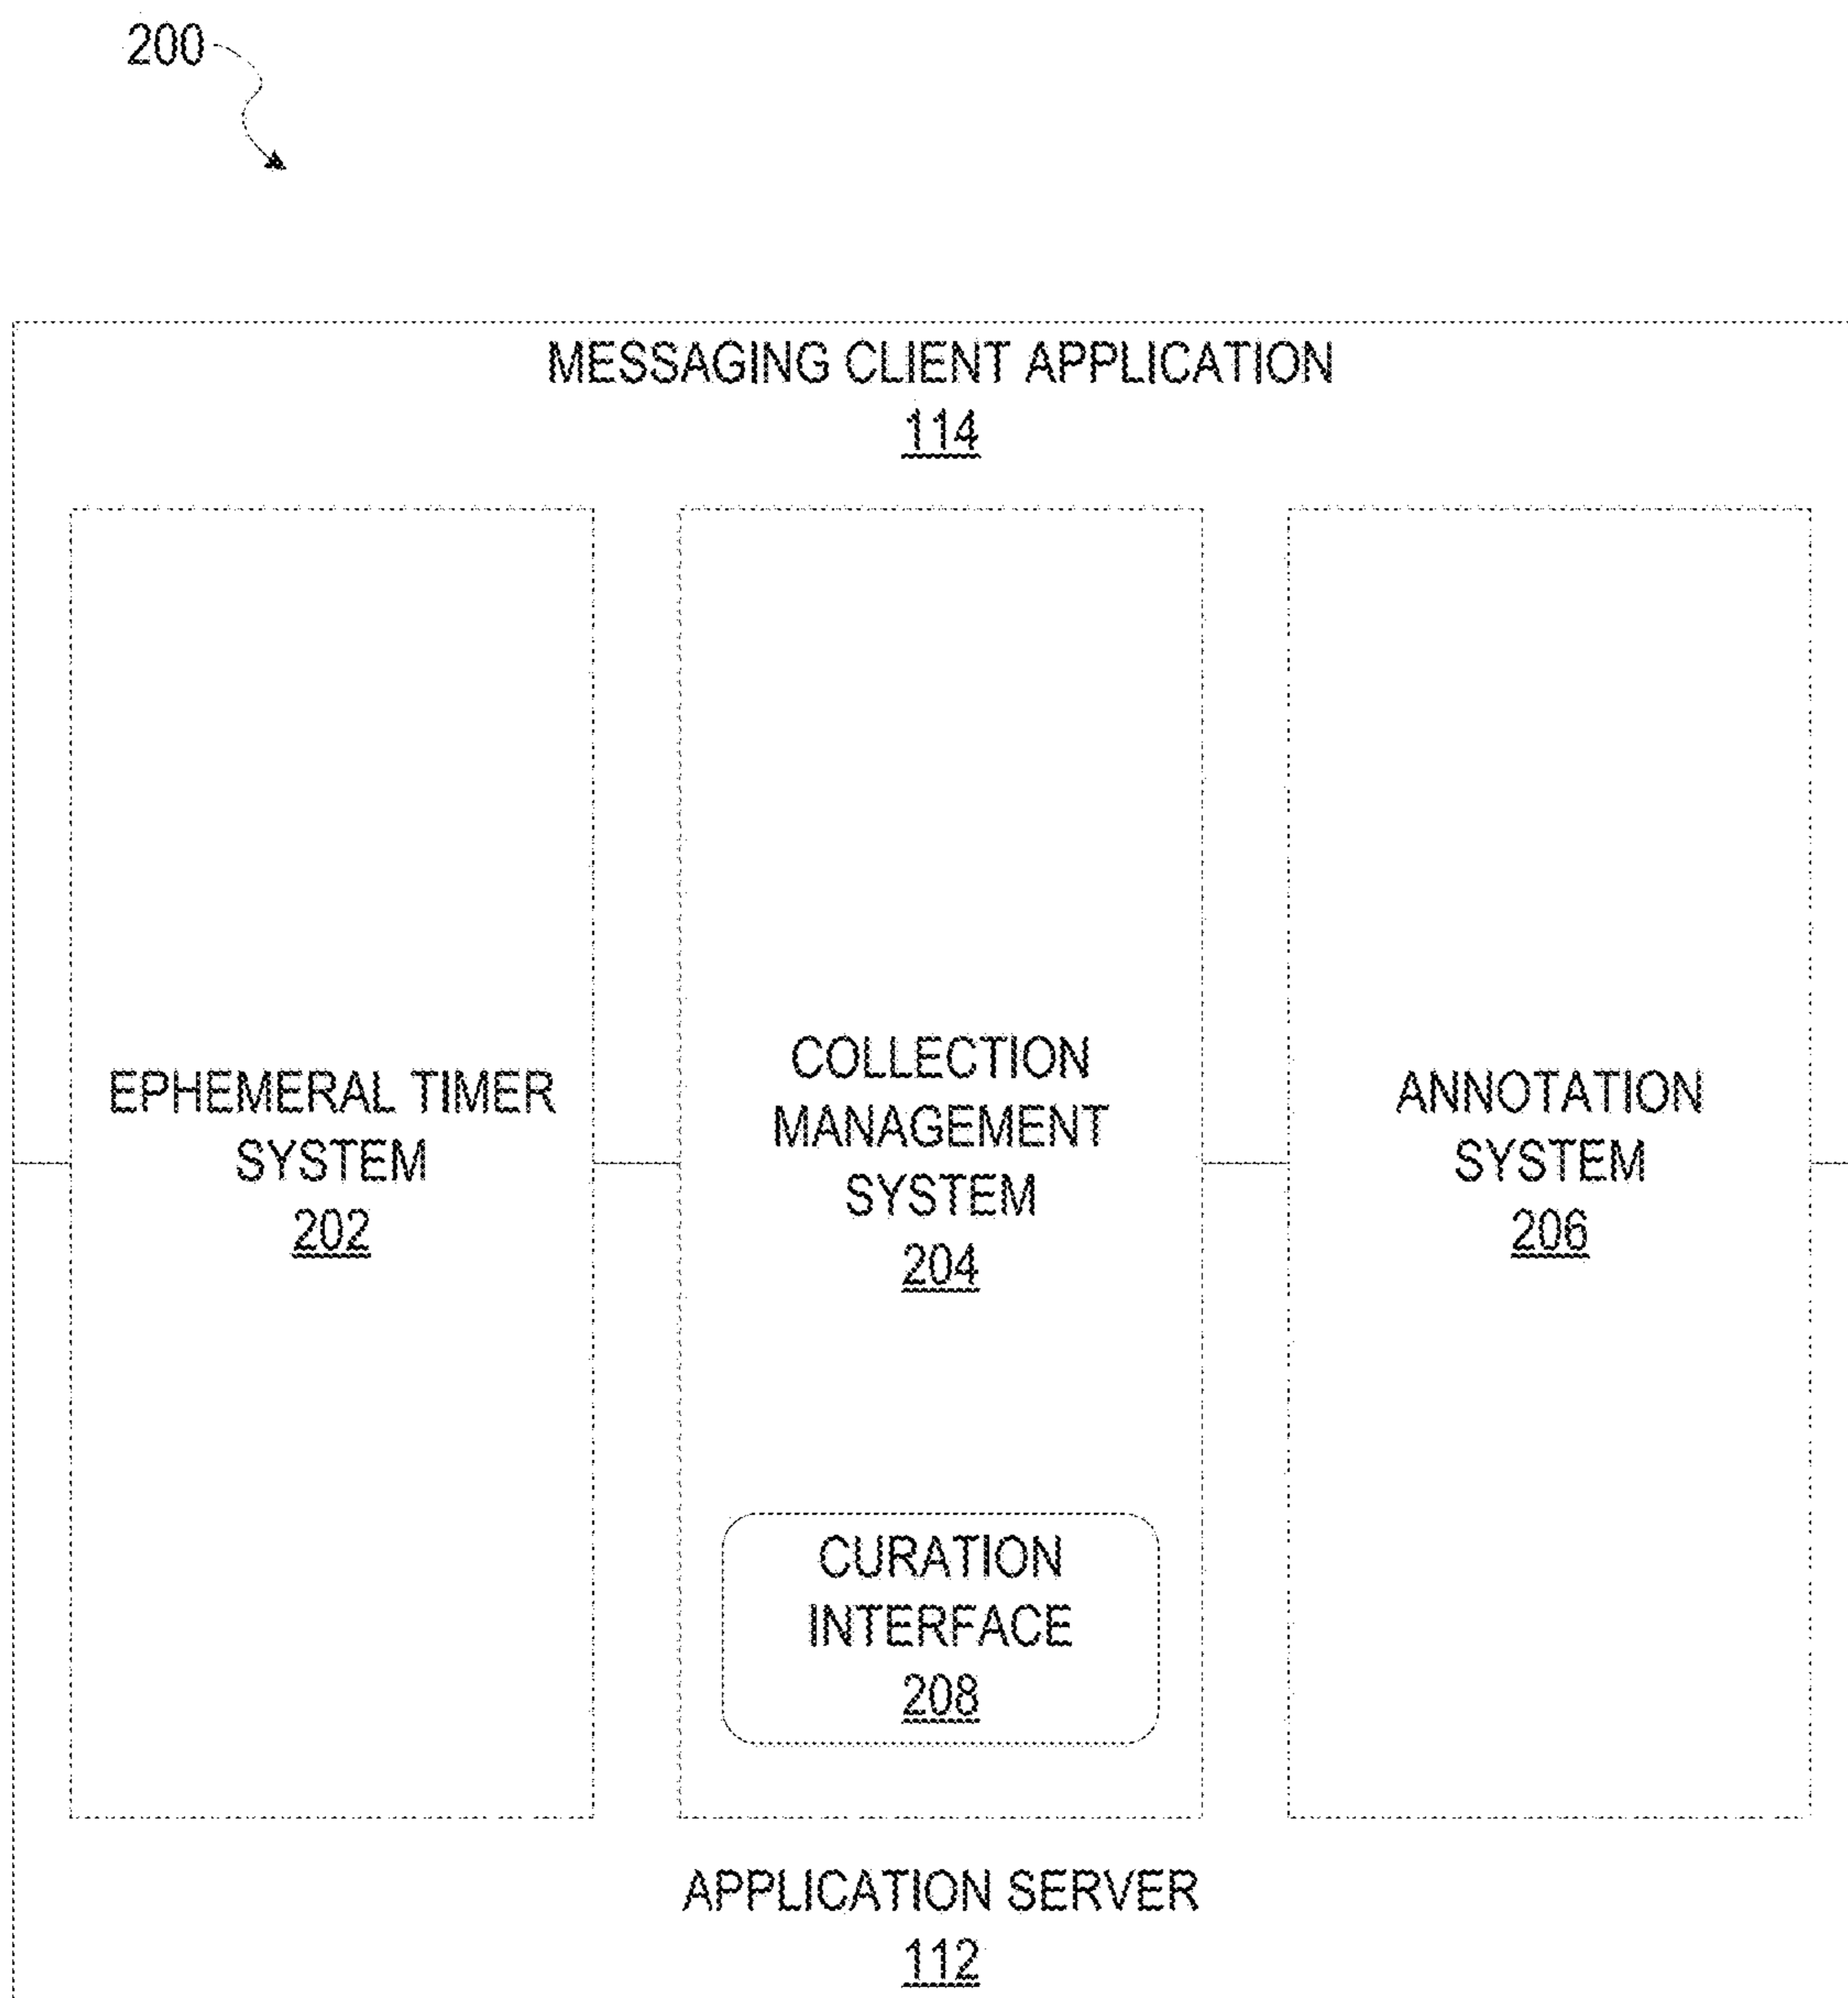 200
MESSAGING CLIENT APPLICATION
114
EPHEMERAL TIMER
SYSTEM
202
COLLECTION
MANAGEMENT
SYSTEM
204
ANNOTATION
SYSTEM
206
CURATION
INTERFACE
208
APPLICATION SERVER
112